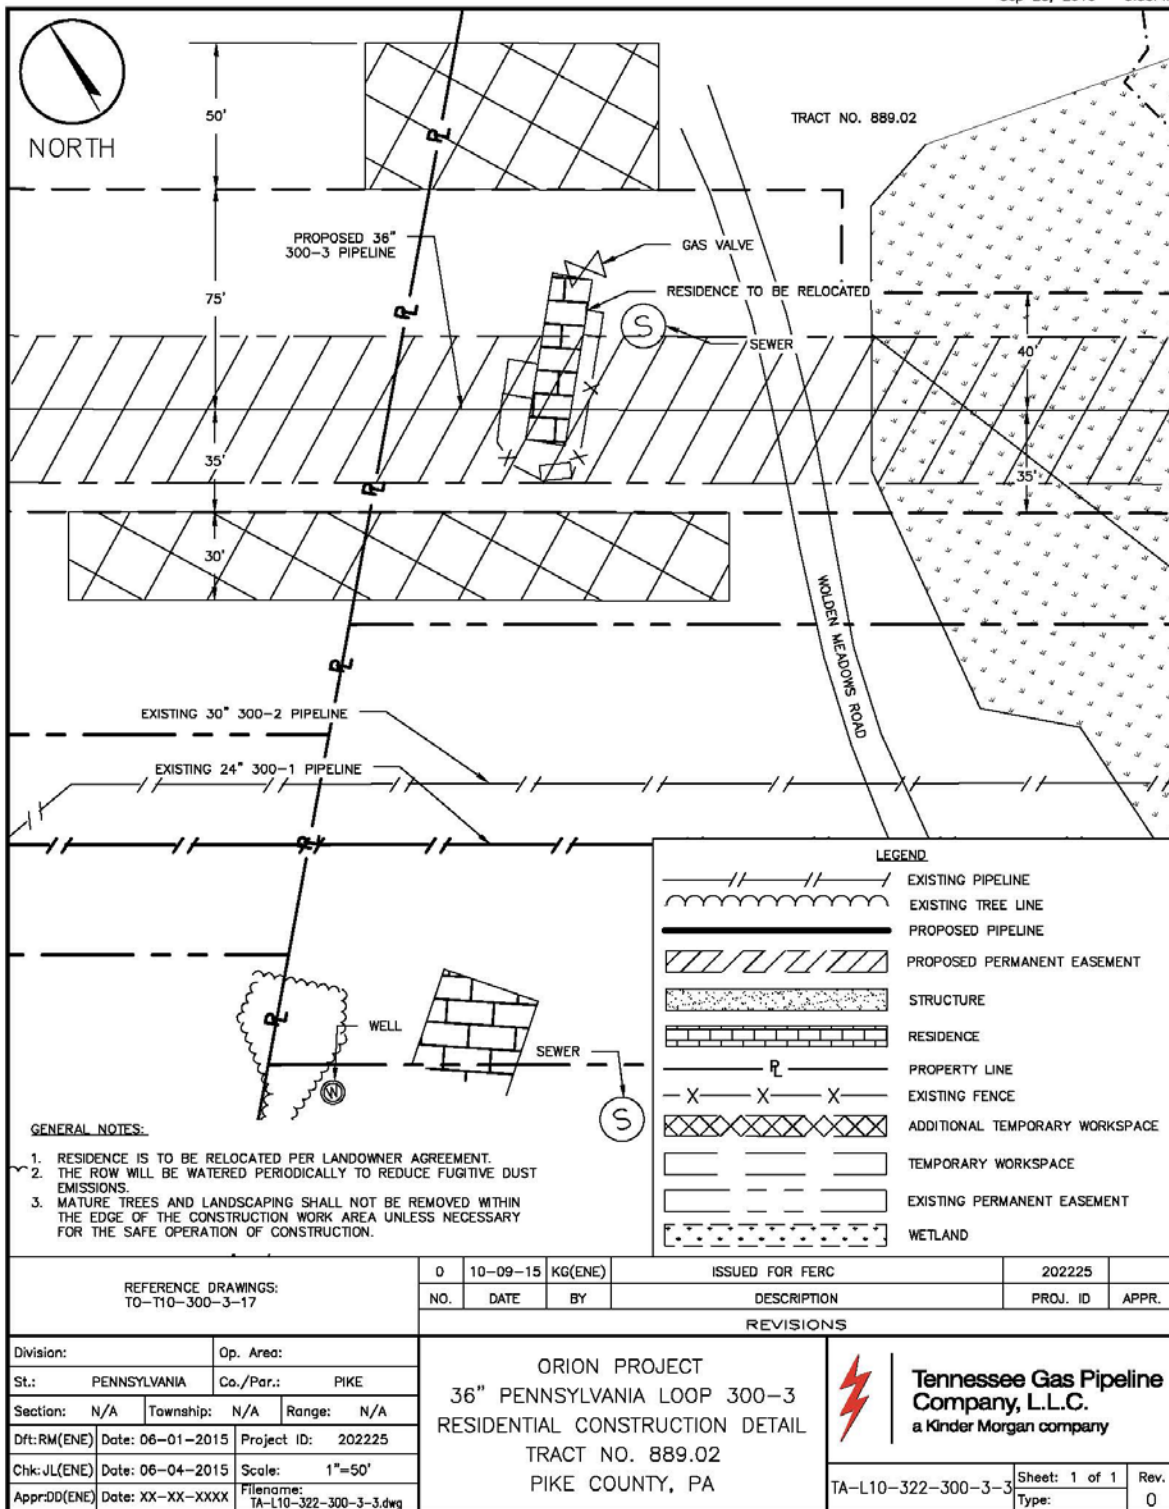 NORTH
50'
TRACT NO. 889.02
PROPOSED 36"
300-3 PIPELINE
GAS VALVE
75'
RESIDENCE TO BE RELOCATED
S
SEWER
40'
35'
35'
30'
WOLDEN MEADOWS ROAD
EXISTING 30" 300-2 PIPELINE
EXISTING 24" 300-1 PIPELINE
WELL
W
SEWER
S
LEGEND
EXISTING PIPELINE
EXISTING TREE LINE
PROPOSED PIPELINE
PROPOSED PERMANENT EASEMENT
STRUCTURE
RESIDENCE
PL PROPERTY LINE
X X X EXISTING FENCE
ADDITIONAL TEMPORARY WORKSPACE
TEMPORARY WORKSPACE
EXISTING PERMANENT EASEMENT
WETLAND
GENERAL NOTES:
1. RESIDENCE IS TO BE RELOCATED PER LANDOWNER AGREEMENT.
2. THE ROW WILL BE WATERED PERIODICALLY TO REDUCE FUGITIVE DUST
EMISSIONS.
3. MATURE TREES AND LANDSCAPING SHALL NOT BE REMOVED WITHIN
THE EDGE OF THE CONSTRUCTION WORK AREA UNLESS NECESSARY
FOR THE SAFE OPERATION OF CONSTRUCTION.
REFERENCE DRAWINGS:
TO-T10-300-3-17
0 10-09-15 KG(ENE) ISSUED FOR FERC 202225
NO. DATE BY DESCRIPTION PROJ. ID APPR.
REVISIONS
Division: Op. Area:
St.: PENNSYLVANIA Co./Par.: PIKE
Section: N/A Township: N/A Range: N/A
Dft:RM(ENE) Date: 06-01-2015 Project ID: 202225
Chk:JL(ENE) Date: 06-04-2015 Scale: 1"=50'
Appr:DD(ENE) Date: XX-XX-XXXX Filename:
TA-L10-322-300-3-3.dwg
ORION PROJECT
36" PENNSYLVANIA LOOP 300-3
RESIDENTIAL CONSTRUCTION DETAIL
TRACT NO. 889.02
PIKE COUNTY, PA
Tennessee Gas Pipeline
Company, L.L.C.
a Kinder Morgan company
TA-L10-322-300-3-3
Sheet: 1 of 1
Type:
Rev.
0